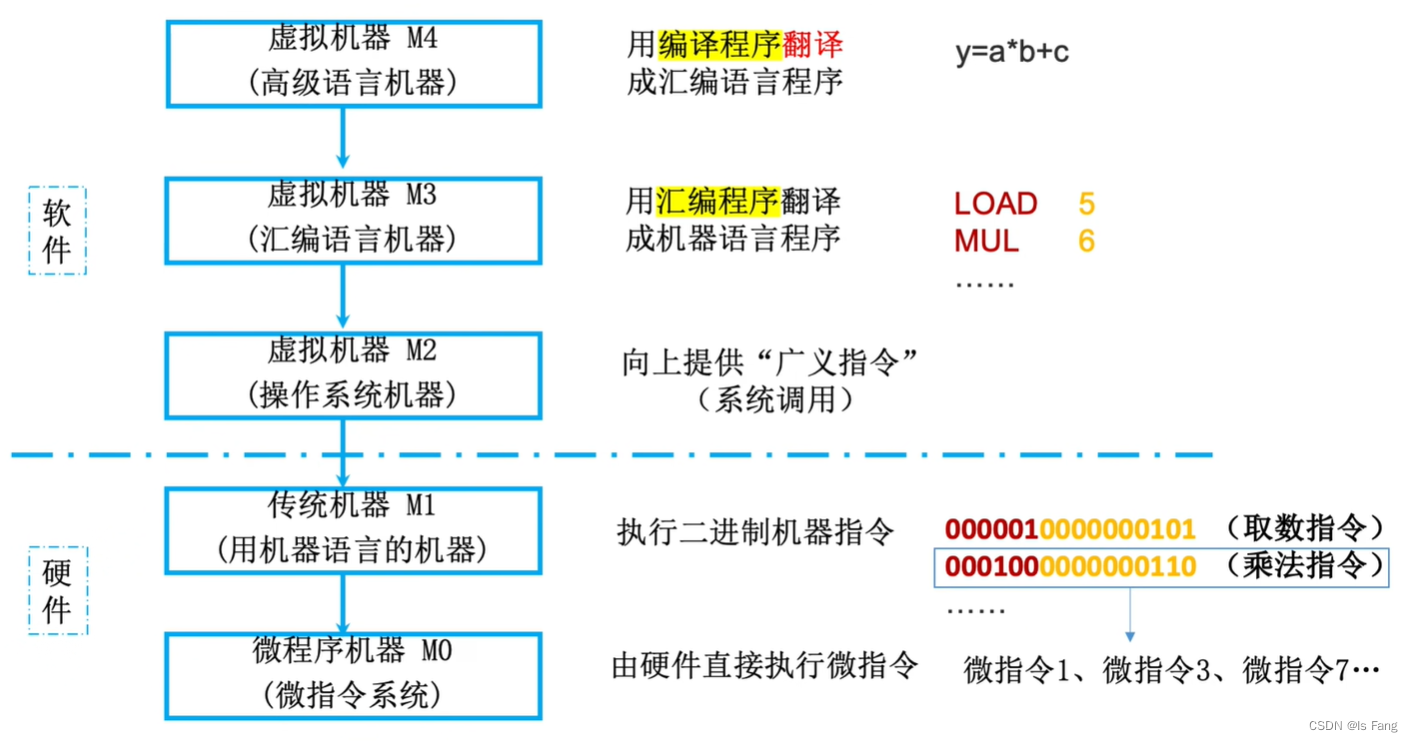 虚拟机器 M4
(高级语言机器)
用编译程序翻译
成汇编语言程序
y=a*b+c
软
件
虚拟机器 M3
(汇编语言机器)
用汇编程序翻译
成机器语言程序
LOAD 5
MUL 6
……
虚拟机器 M2
(操作系统机器)
向上提供“广义指令”
（系统调用）
硬
件
传统机器 M1
(用机器语言的机器)
执行二进制机器指令
0000010000000101 （取数指令）
0001000000000110 （乘法指令）
……
微程序机器 M0
(微指令系统)
由硬件直接执行微指令
微指令1、微指令3、微指令7…
CSDN @ls Fang